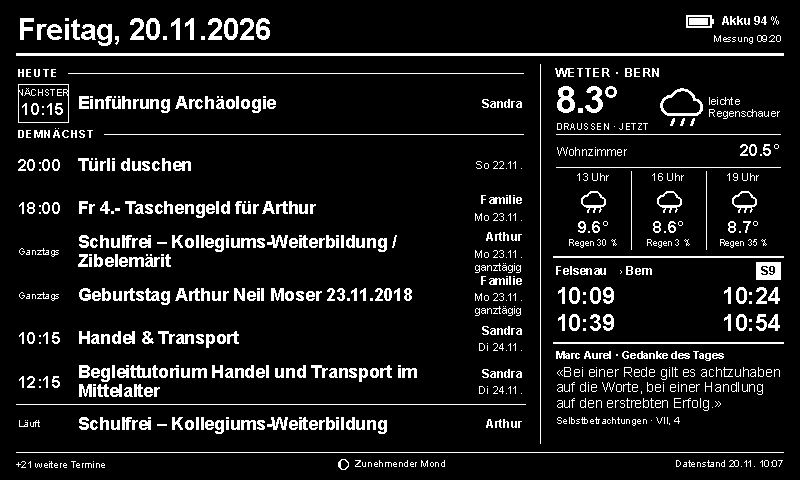 Freitag, 20.11.2026
Akku 94 %
Messung 09:20
HEUTE
NÄCHSTER
10:15 Einführung Archäologie Sandra
DEMNÄCHST
20:00 Türli duschen So 22.11.
18:00 Fr 4.- Taschengeld für Arthur Familie
Mo 23.11.
Ganztags Schulfrei – Kollegiums-Weiterbildung / Zibelemärit Arthur
Mo 23.11.
ganztägig
Ganztags Geburtstag Arthur Neil Moser 23.11.2018 Familie
Mo 23.11.
ganztägig
10:15 Handel & Transport Sandra
Di 24.11.
12:15 Begleittutorium Handel und Transport im
Mittelalter Sandra
Di 24.11.
Läuft Schulfrei – Kollegiums-Weiterbildung Arthur
WETTER · BERN
8.3°
leichte
Regenschauer
DRAUSSEN · JETZT
Wohnzimmer 20.5°
13 Uhr 16 Uhr 19 Uhr
9.6° 8.6° 8.7°
Regen 30 % Regen 3 % Regen 35 %
Felsenau › Bern S9
10:09 10:24
10:39 10:54
Marc Aurel · Gedanke des Tages
«Bei einer Rede gilt es achtzuhaben
auf die Worte, bei einer Handlung
auf den erstrebten Erfolg.»
Selbstbetrachtungen · VII, 4
+21 weitere Termine
Zunehmender Mond
Datenstand 20.11. 10:07